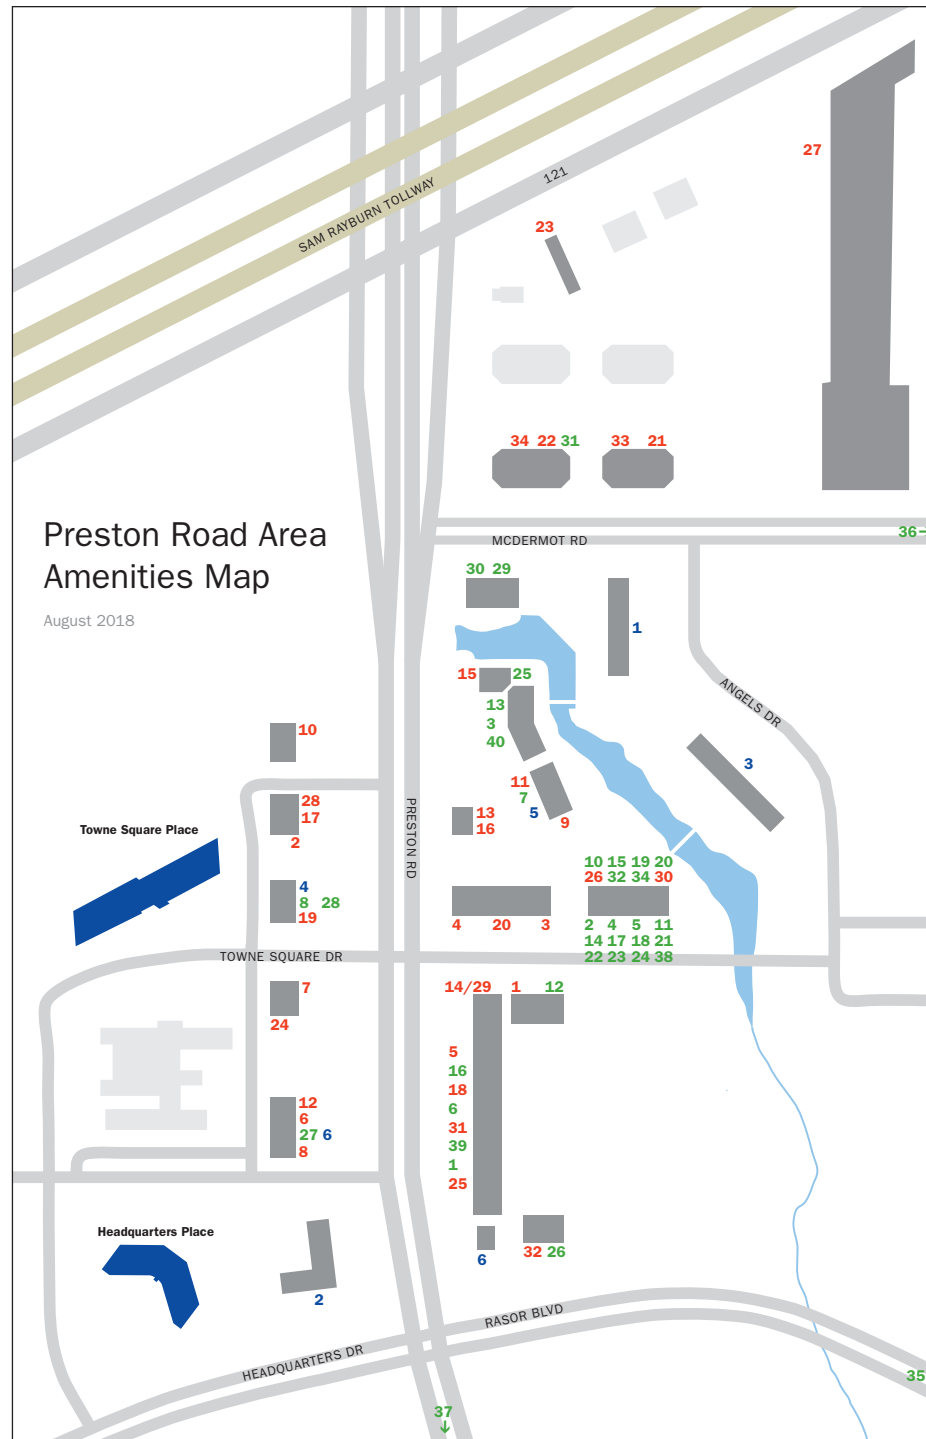 27
121
SAM RAYBURN TOLLWAY
23
34 22 31
33 21
36
MCDERMOT RD
Preston Road Area
Amenities Map
August 2018
30 29
1
15
25
ANGELS DR
13
3
40
10
3
11
7
5
9
28
17
2
PRESTON RD
13
16
Towne Square Place
10 15 19 20
26 32 34 30
4
8 28
19
4 20 3
2 4 5 11
14 17 18 21
22 23 24 38
TOWNE SQUARE DR
7
24
14/29
1 12
5
16
18
6
31
39
1
25
12
6
27 6
8
Headquarters Place
6
32 26
2
RASOR BLVD
HEADQUARTERS DR
35
37